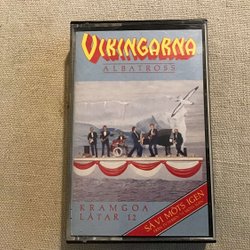 VIKINGARNA
ALBATROSS
KRAMGOA
LÅTAR 12
SÅ VI MÖTS IGEN